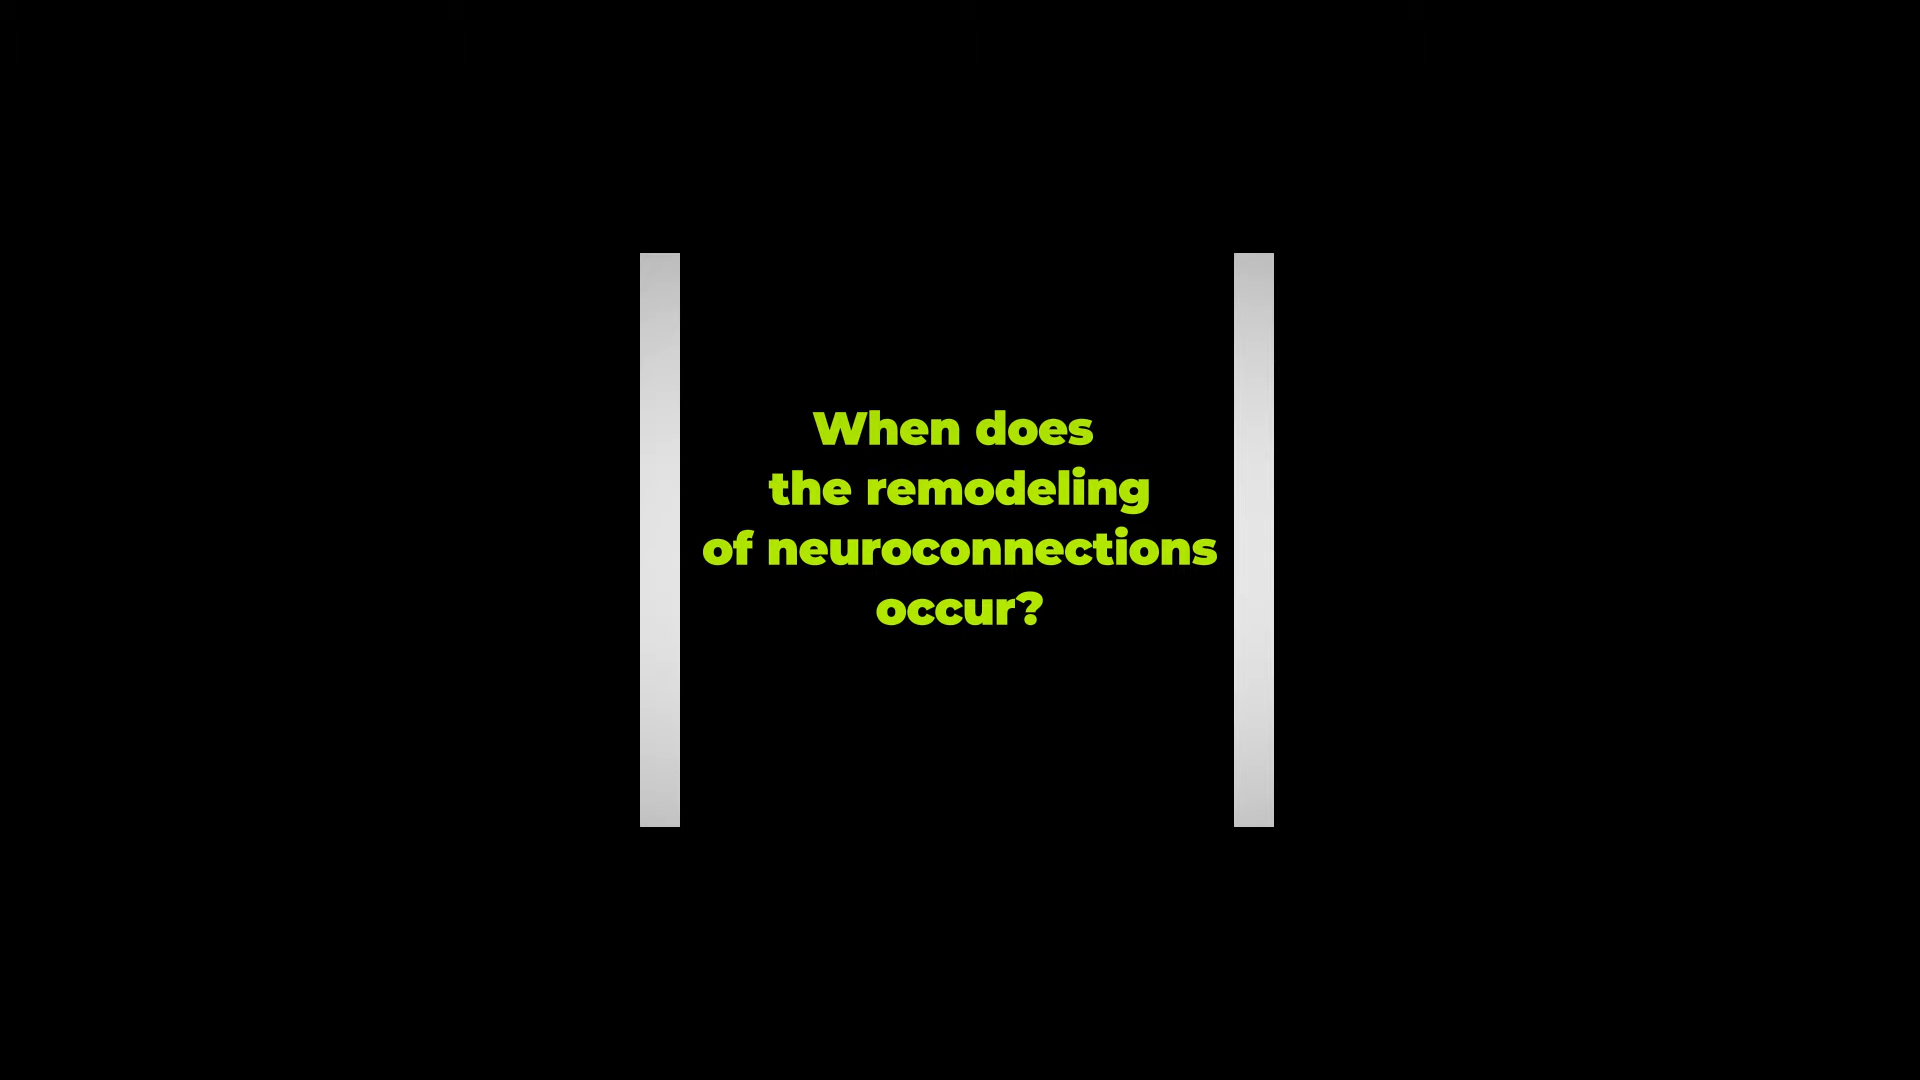 When does
the remodeling
of neuroconnections
occur?